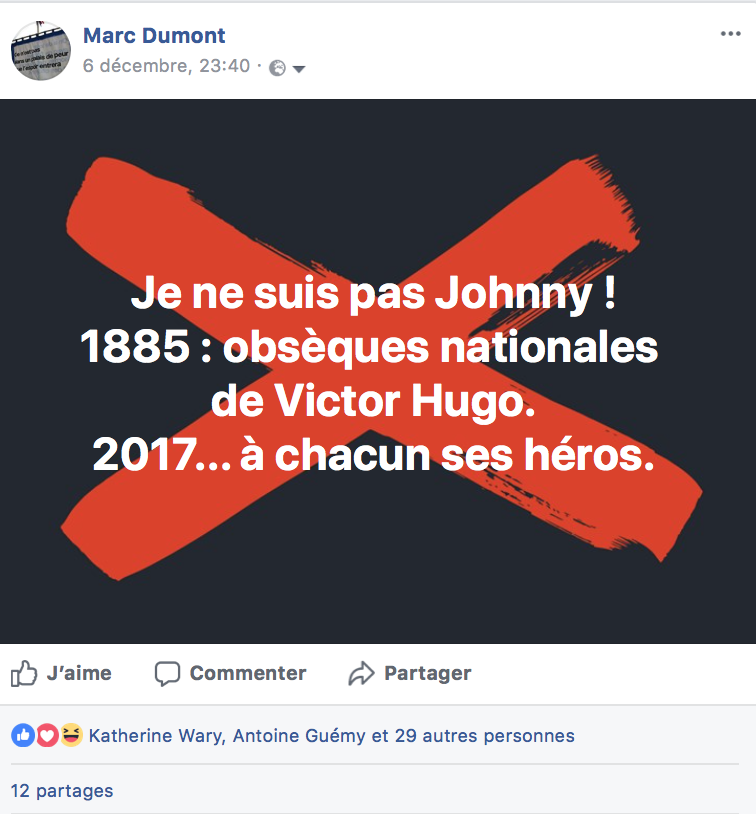 Marc Dumont
6 décembre, 23:40 ·
Je ne suis pas Johnny !
1885 : obsèques nationales
de Victor Hugo.
2017... à chacun ses héros.
J’aime Commenter Partager
Katherine Wary, Antoine Guémy et 29 autres personnes
12 partages